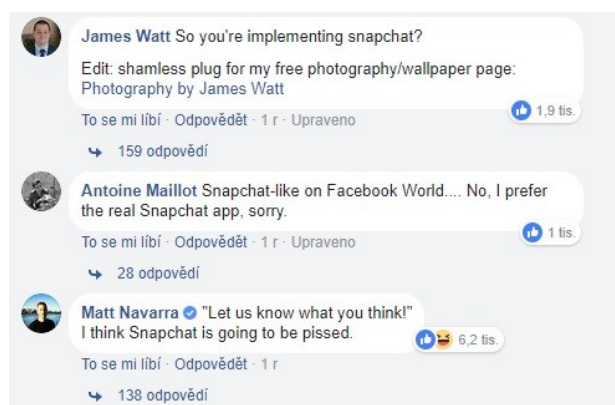 James Watt So you're implementing snapchat?
Edit: shamless plug for my free photography/wallpaper page:
Photography by James Watt
1,9 tis.
To se mi líbí · Odpovědět · 1 r · Upraveno
159 odpovědí
Antoine Maillot Snapchat-like on Facebook World.... No, I prefer
the real Snapchat app, sorry.
1 tis.
To se mi líbí · Odpovědět · 1 r · Upraveno
28 odpovědí
Matt Navarra "Let us know what you think!"
I think Snapchat is going to be pissed.
6,2 tis.
To se mi líbí · Odpovědět · 1 r
138 odpovědí